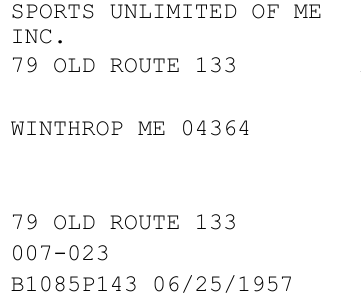 SPORTS UNLIMITED OF ME
INC.
79 OLD ROUTE 133
WINTHROP ME 04364
79 OLD ROUTE 133
007-023
B1085P143 06/25/1957